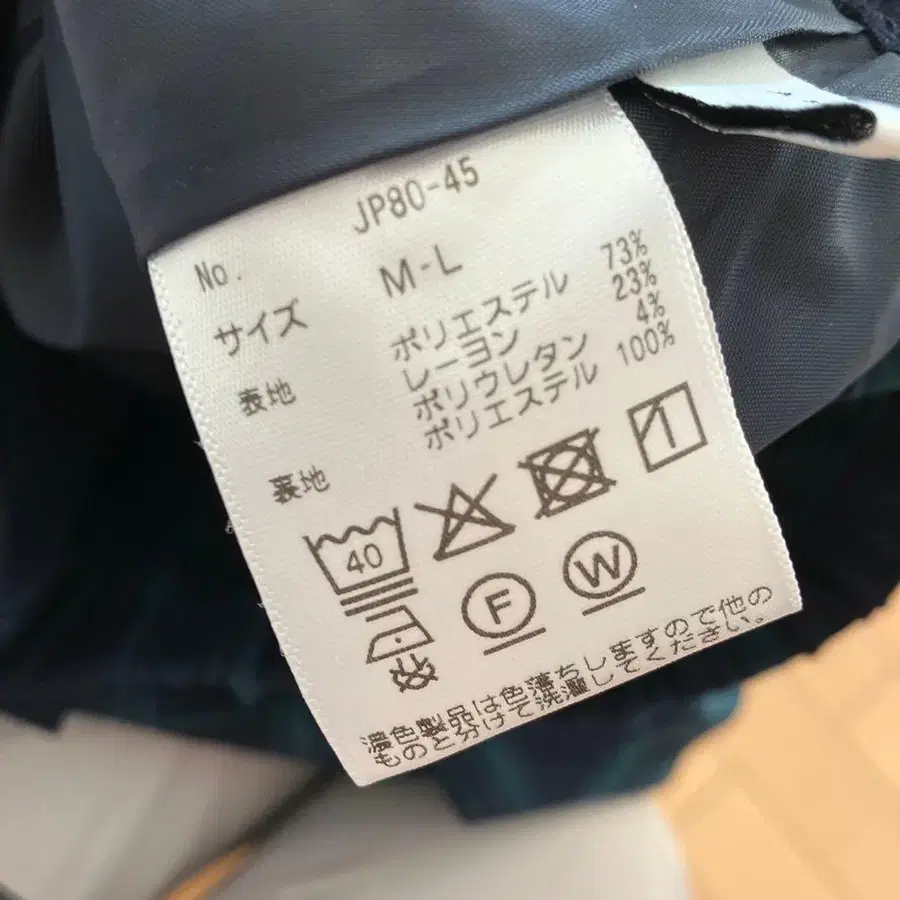 No. JP80-45
サイズ M-L
表地 ポリエステル 73%
レーヨン 23%
ポリウレタン 4%
裏地 ポリエステル 100%
40
F W
濃色製品は色落ちしますので他の
ものと分けて洗濯してください。